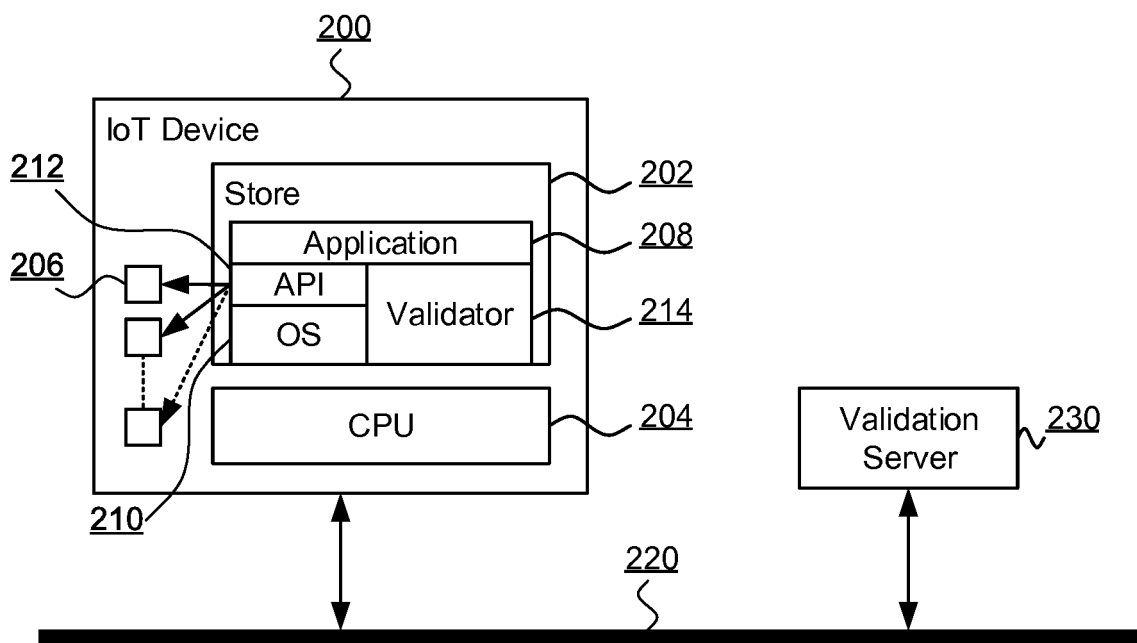 200
IoT Device
212
Store
202
Application
208
206
API
Validator
214
OS
CPU
204
Validation
Server
230
210
220